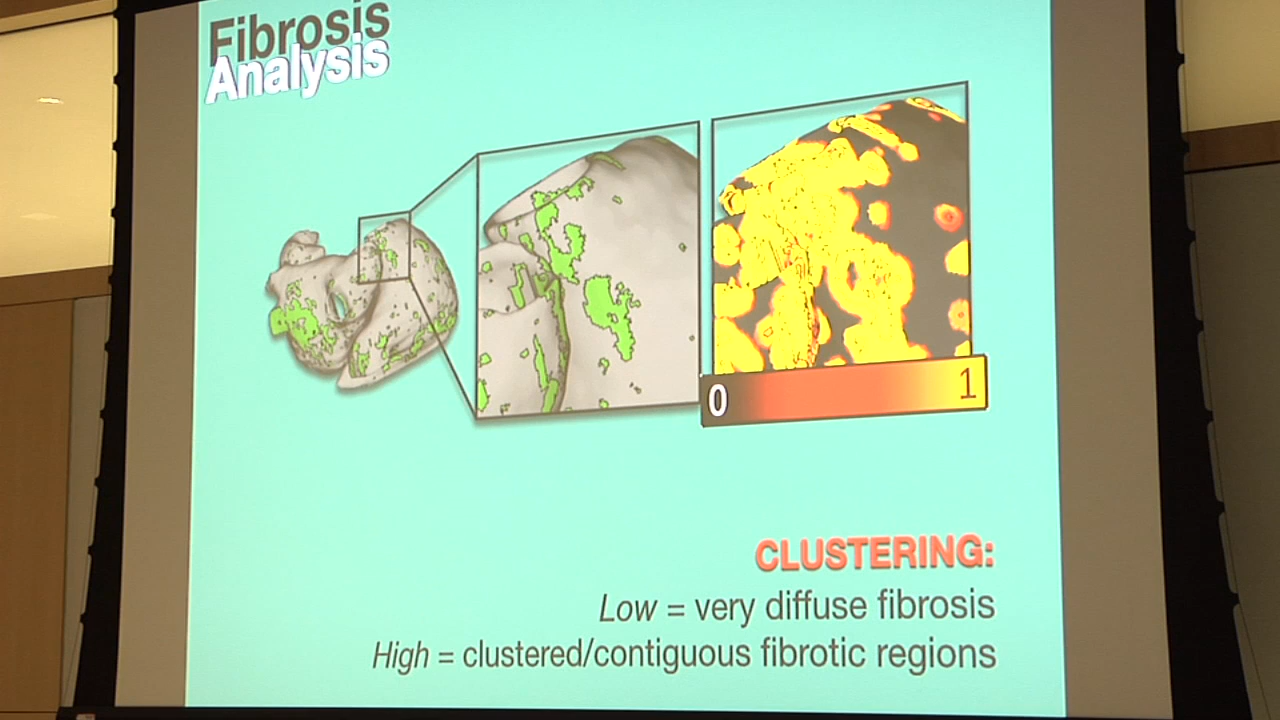 Fibrosis
Analysis
0 1
CLUSTERING:
Low = very diffuse fibrosis
High = clustered/contiguous fibrotic regions